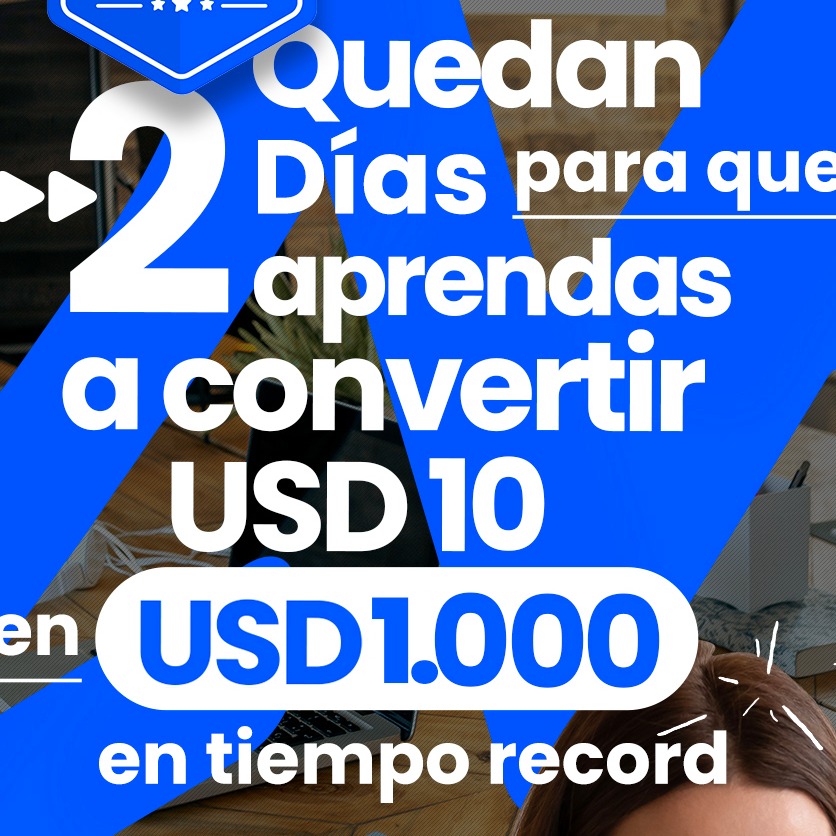 Quedan
2 Días para que
aprendas
a convertir
USD 10
en USD 1.000
en tiempo record